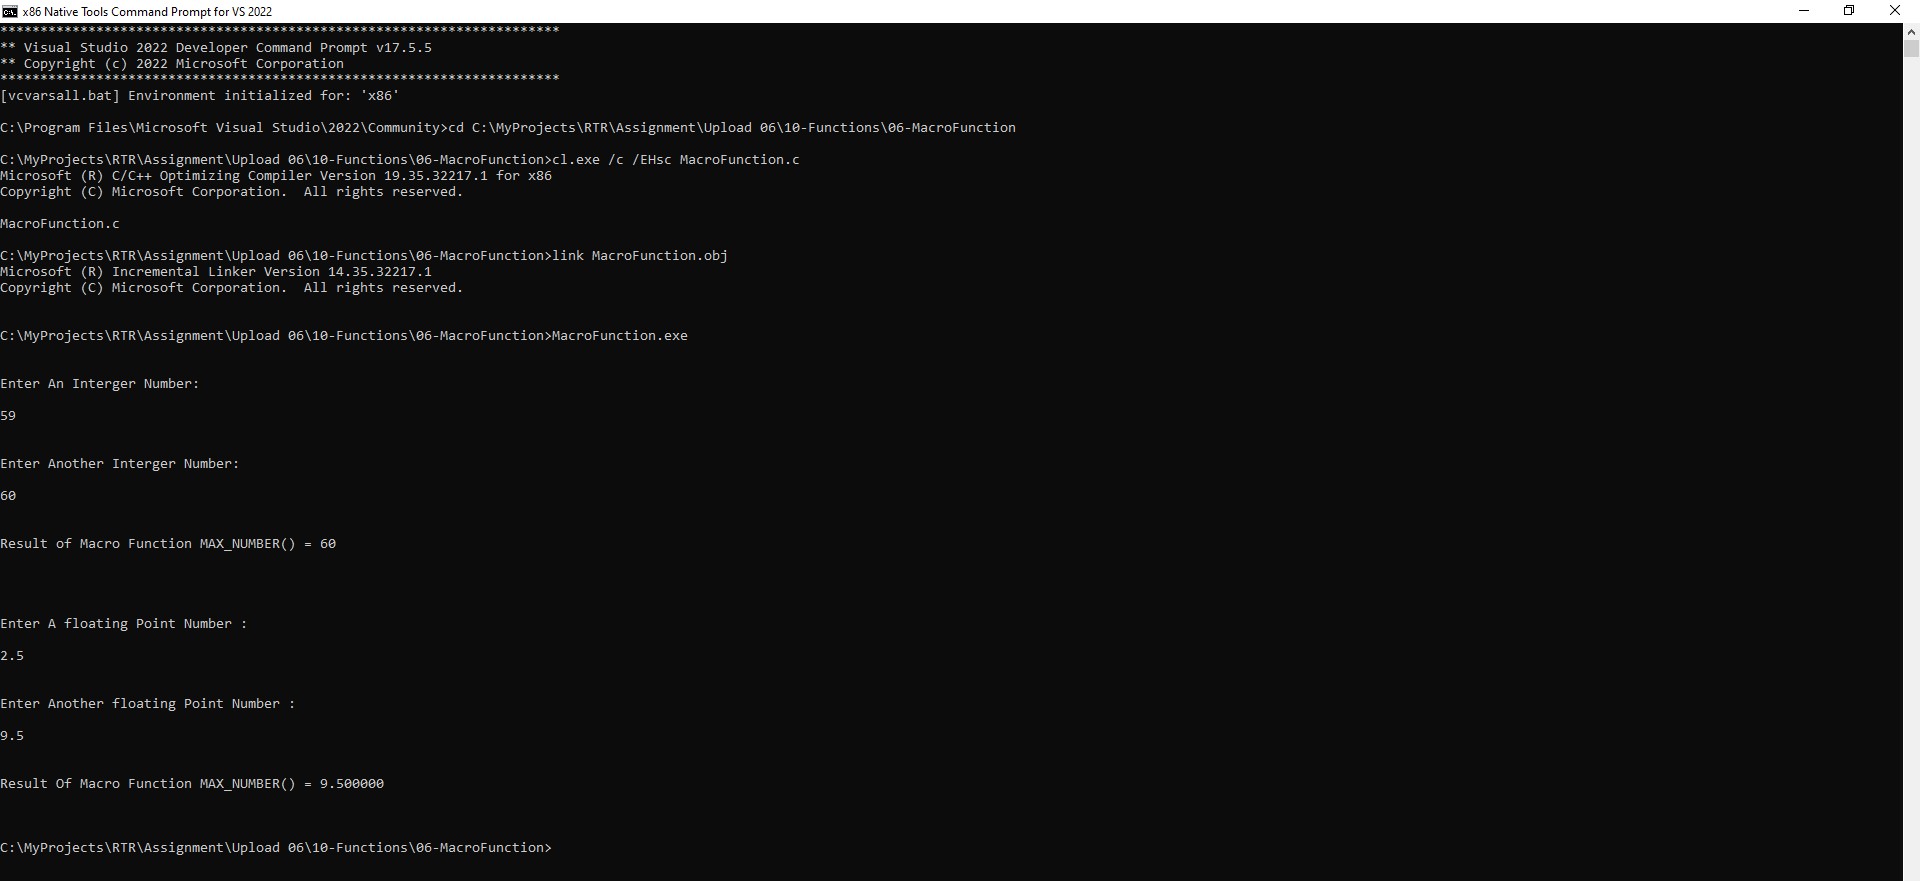 x86 Native Tools Command Prompt for VS 2022
**********************************************************************
** Visual Studio 2022 Developer Command Prompt v17.5.5
** Copyright (c) 2022 Microsoft Corporation
**********************************************************************
[vcvarsall.bat] Environment initialized for: 'x86'
C:\Program Files\Microsoft Visual Studio\2022\Community>cd C:\MyProjects\RTR\Assignment\Upload 06\10-Functions\06-MacroFunction
C:\MyProjects\RTR\Assignment\Upload 06\10-Functions\06-MacroFunction>cl.exe /c /EHsc MacroFunction.c
Microsoft (R) C/C++ Optimizing Compiler Version 19.35.32217.1 for x86
Copyright (C) Microsoft Corporation.  All rights reserved.
MacroFunction.c
C:\MyProjects\RTR\Assignment\Upload 06\10-Functions\06-MacroFunction>link MacroFunction.obj
Microsoft (R) Incremental Linker Version 14.35.32217.1
Copyright (C) Microsoft Corporation.  All rights reserved.
C:\MyProjects\RTR\Assignment\Upload 06\10-Functions\06-MacroFunction>MacroFunction.exe
Enter An Interger Number:
59
Enter Another Interger Number:
60
Result of Macro Function MAX_NUMBER() = 60
Enter A floating Point Number :
2.5
Enter Another floating Point Number :
9.5
Result Of Macro Function MAX_NUMBER() = 9.500000
C:\MyProjects\RTR\Assignment\Upload 06\10-Functions\06-MacroFunction>